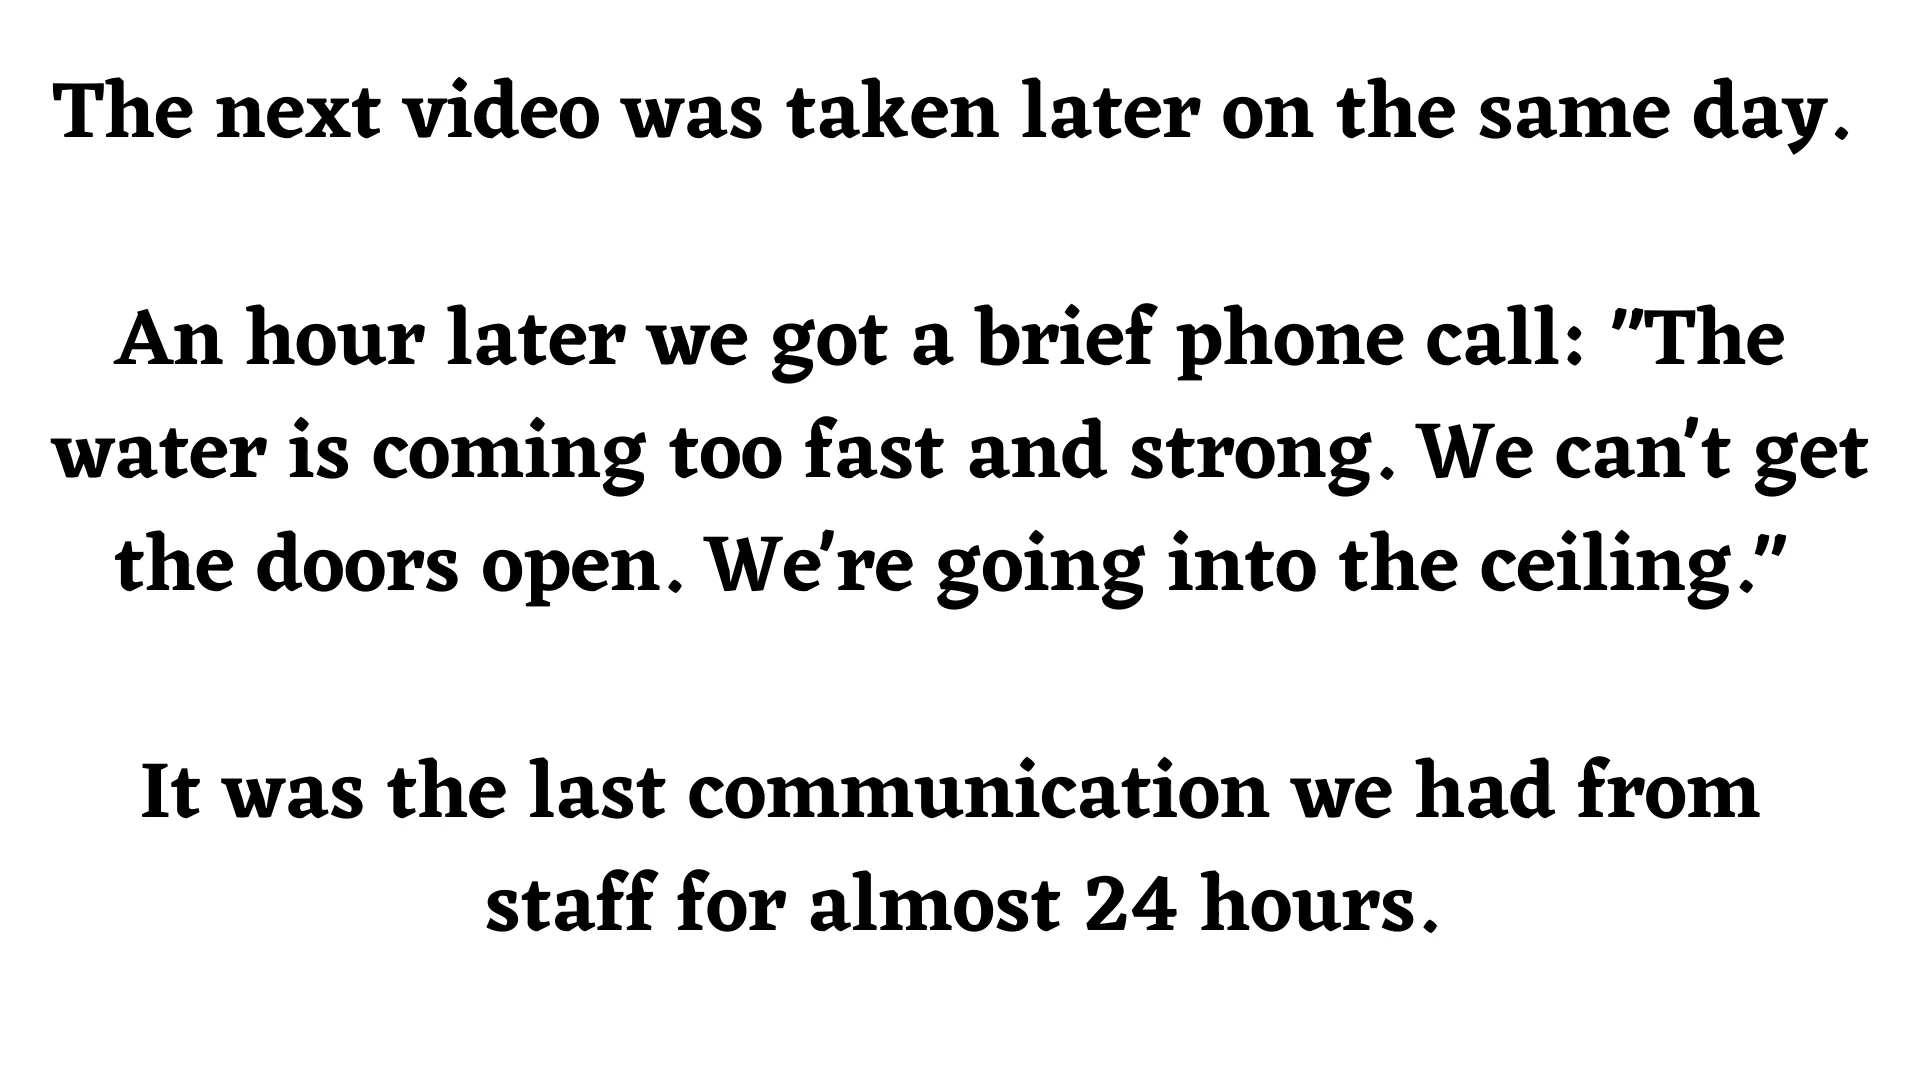 The next video was taken later on the same day.
An hour later we got a brief phone call: "The
water is coming too fast and strong. We can't get
the doors open. We're going into the ceiling."
It was the last communication we had from
staff for almost 24 hours.